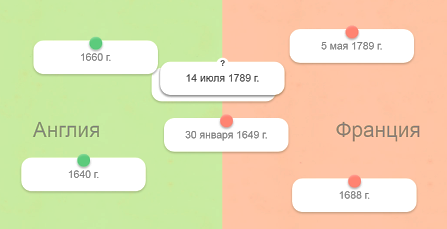 1660 г.
5 мая 1789 г.
?
14 июля 1789 г.
Англия
30 января 1649 г.
Франция
1640 г.
1688 г.